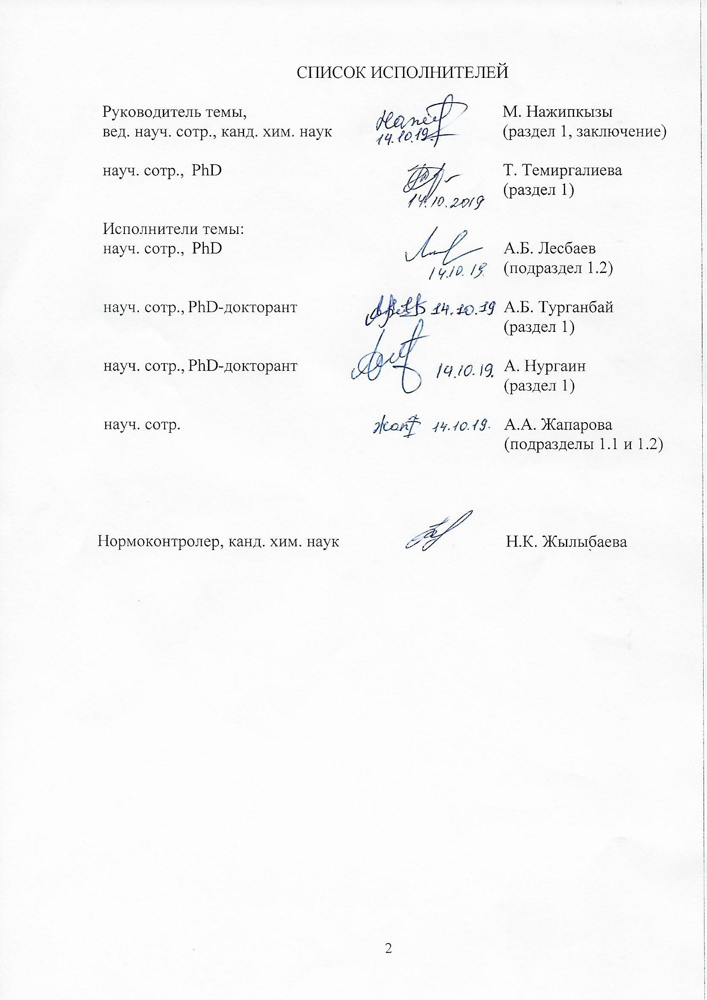 СПИСОК ИСПОЛНИТЕЛЕЙ
Руководитель темы,
вед. науч. сотр., канд. хим. наук
14.10.19.
М. Нажипкызы
(раздел 1, заключение)
науч. сотр., PhD
14.10.2019
Т. Темиргалиева
(раздел 1)
Исполнители темы:
науч. сотр., PhD
14.10.19.
А.Б. Лесбаев
(подраздел 1.2)
науч. сотр., PhD-докторант
14.10.19
А.Б. Турганбай
(раздел 1)
науч. сотр., PhD-докторант
14.10.19.
А. Нургаин
(раздел 1)
науч. сотр.
14.10.19.
А.А. Жапарова
(подразделы 1.1 и 1.2)
Нормоконтролер, канд. хим. наук
Н.К. Жылыбаева
2